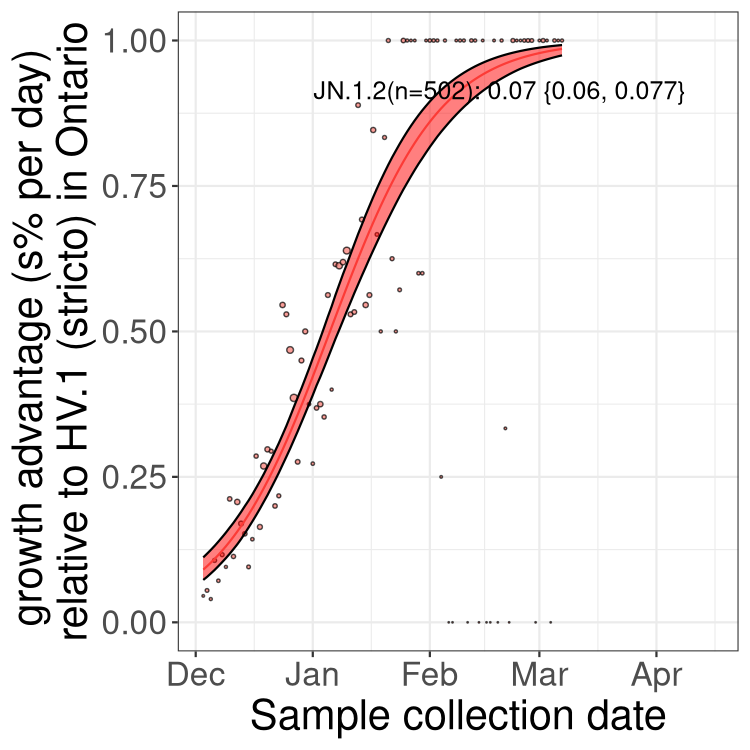 growth advantage (s% per day)
relative to HV.1 (stricto) in Ontario
1.00
0.75
0.50
0.25
0.00
JN.1.2(n=502): 0.07 {0.06, 0.077}
Dec Jan Feb Mar Apr
Sample collection date